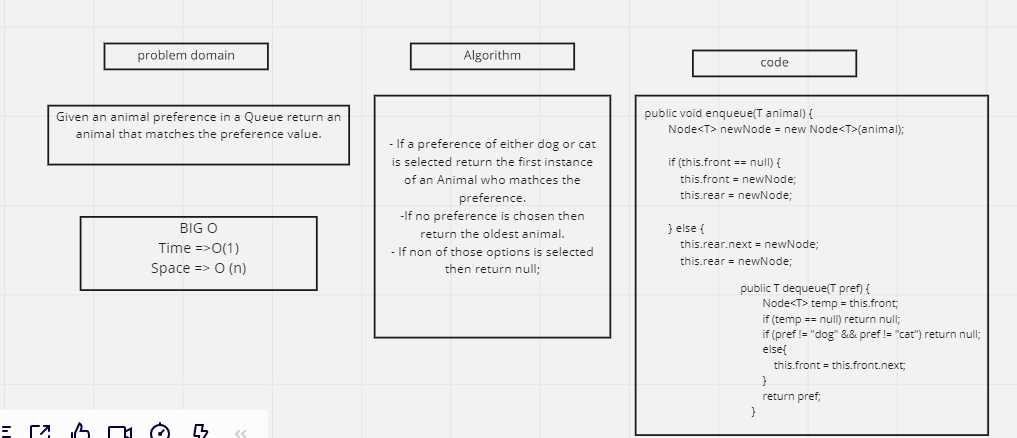 problem domain
Given an animal preference in a Queue return an
animal that matches the preference value.
BIG O
Time =>O(1)
Space => O (n)
Algorithm
- If a preference of either dog or cat
is selected return the first instance
of an Animal who mathces the
preference.
-If no preference is chosen then
return the oldest animal.
- If non of those options is selected
then return null;
code
public void enqueue(T animal) {
Node<T> newNode = new Node<T>(animal);
if (this.front == null) {
this.front = newNode;
this.rear = newNode;
} else {
this.rear.next = newNode;
this.rear = newNode;
public T dequeue(T pref) {
Node<T> temp = this.front;
if (temp == null) return null;
if (pref != "dog" && pref != "cat") return null;
else{
this.front = this.front.next;
}
return pref;
}